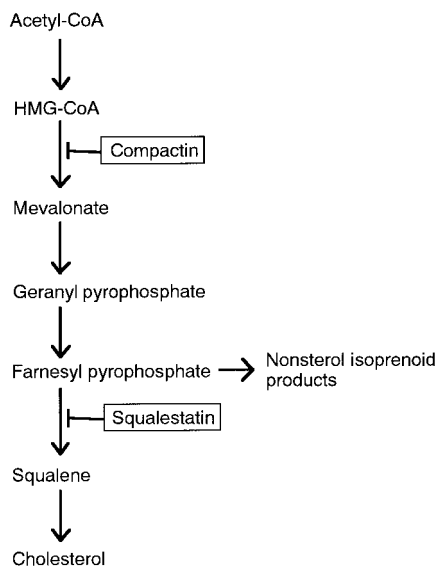 Acetyl-CoA
HMG-CoA
Compactin
Mevalonate
Geranyl pyrophosphate
Farnesyl pyrophosphate
Nonsterol isoprenoid
products
Squalestatin
Squalene
Cholesterol